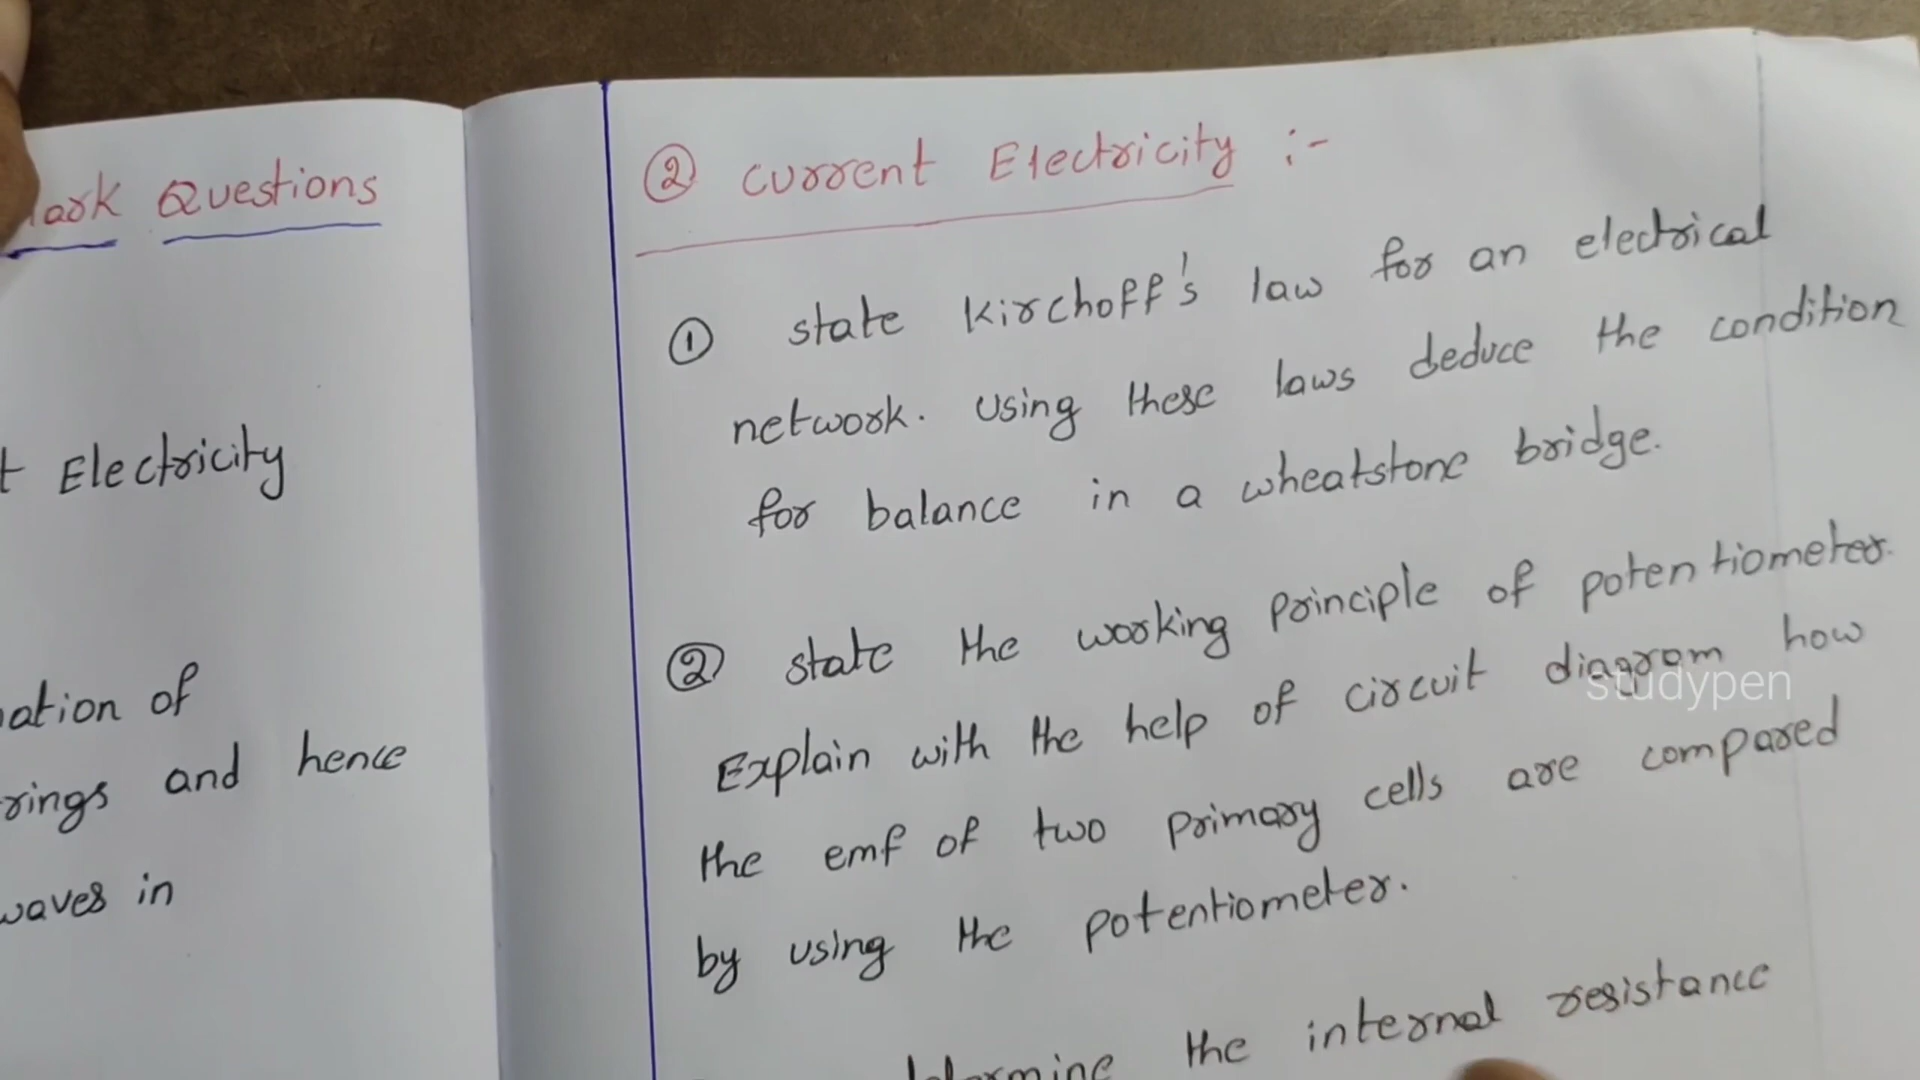 Questions
Electricity
of
and hence
waves in
② Current Electricity :-
① state Kirchoff's law for an electrical
network. Using these laws deduce the condition
for balance in a wheatstone bridge.
② state the working principle of potentiometer.
Explain with the help of circuit diagram how
the emf of two primary cells are compared
by using the potentiometer.
the internal resistance
studypen